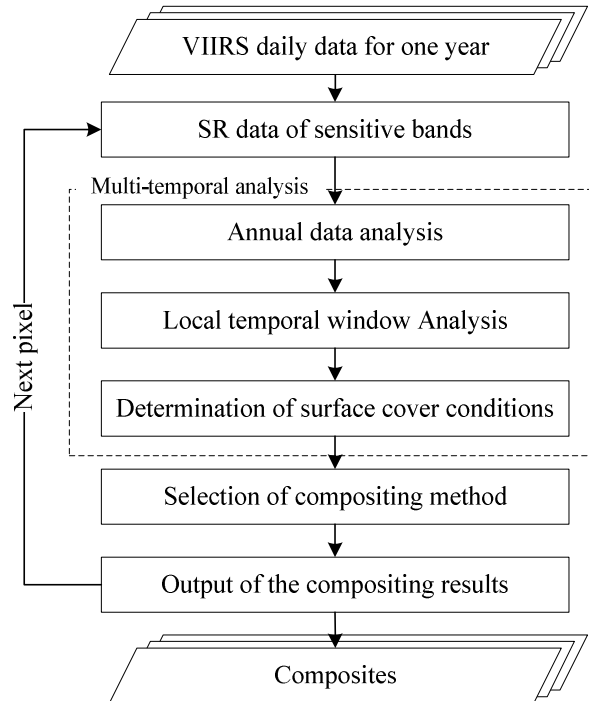 VIIRS daily data for one year
SR data of sensitive bands
Multi-temporal analysis
Annual data analysis
Local temporal window Analysis
Determination of surface cover conditions
Selection of compositing method
Output of the compositing results
Next pixel
Composites